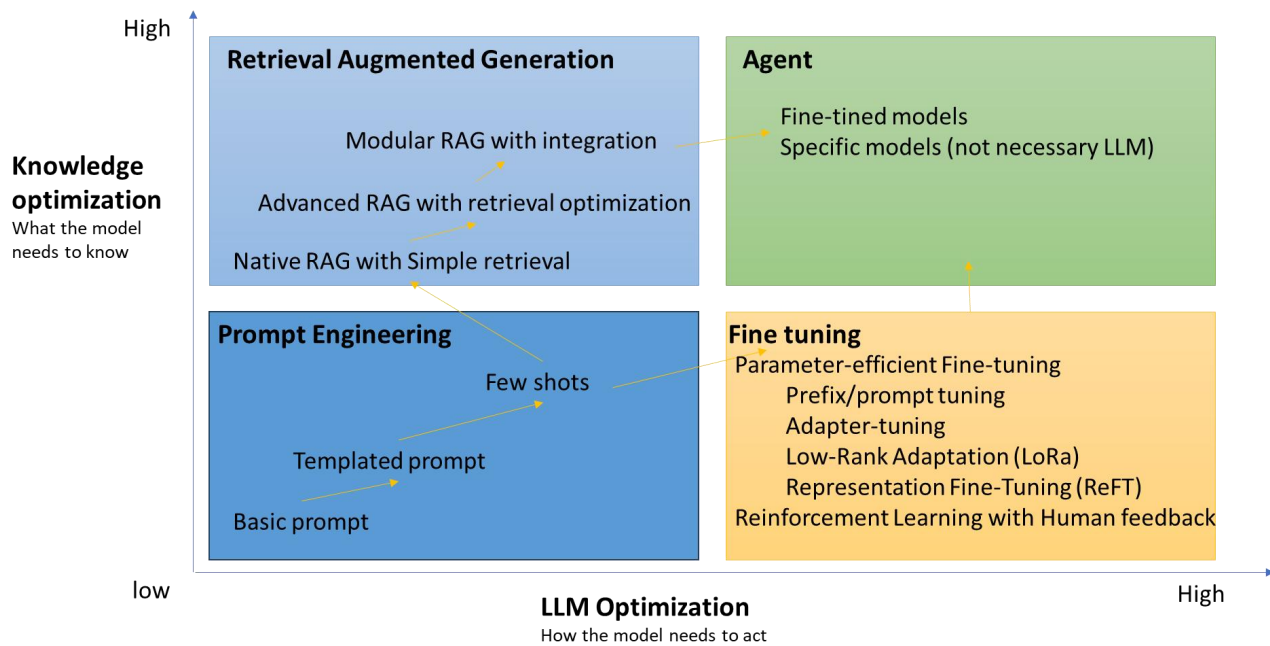 High
Retrieval Augmented Generation
Modular RAG with integration
Advanced RAG with retrieval optimization
Native RAG with Simple retrieval
Agent
Fine-tined models
Specific models (not necessary LLM)
Knowledge
optimization
What the model
needs to know
Prompt Engineering
Few shots
Templated prompt
Basic prompt
Fine tuning
Parameter-efficient Fine-tuning
Prefix/prompt tuning
Adapter-tuning
Low-Rank Adaptation (LoRa)
Representation Fine-Tuning (ReFT)
Reinforcement Learning with Human feedback
low
LLM Optimization
How the model needs to act
High